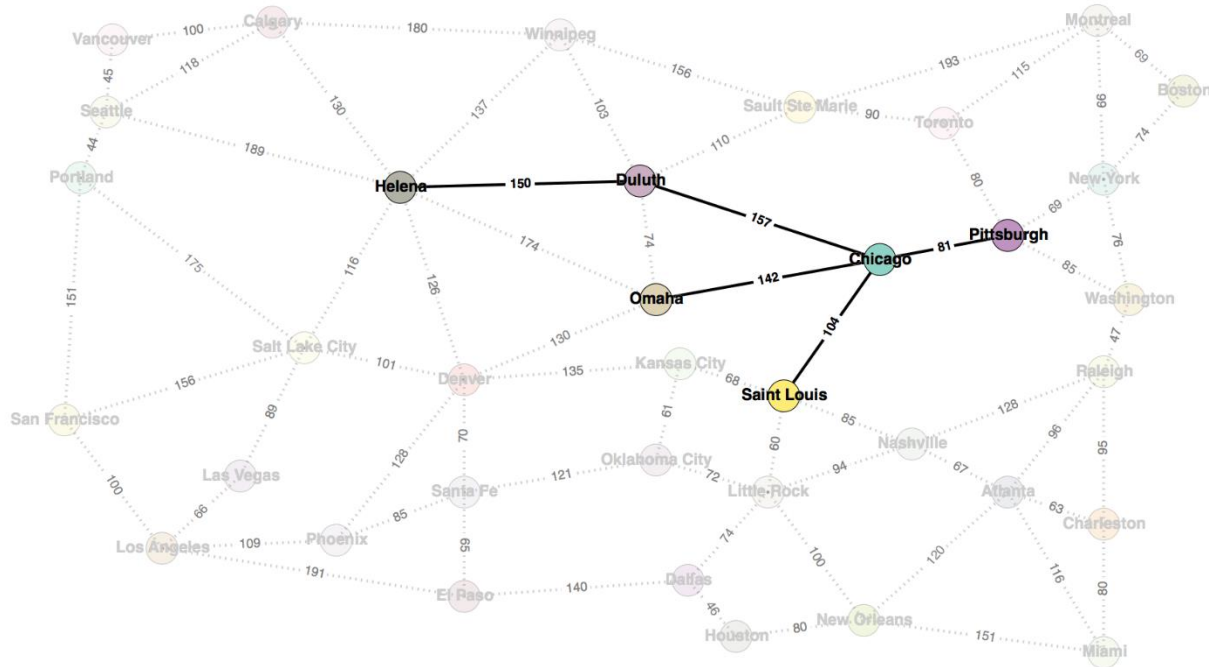 Calgary
100
180
Vancouver
Winnipeg
Montreal
118
45
156
193
115
69
Boston
Seattle
130
137
103
Sault Ste Marie
90
Toronto
66
74
44
189
110
Portland
Helena
150
Duluth
80
New York
69
157
Pittsburgh
76
175
116
174
74
81
Chicago
85
126
142
151
Omaha
Washington
130
104
47
Salt Lake City
101
Denver
135
Kansas City
68
Raleigh
156
Saint Louis
128
San Francisco
89
70
61
85
96
95
128
Nashville
Las Vegas
Oklahoma City
94
67
100
66
Santa Fe
121
72
Little Rock
Atlanta
63
Charleston
85
Los Angeles
109
Phoenix
65
74
100
120
116
80
191
El Paso
140
Dallas
46
Houston
80
New Orleans
151
Miami